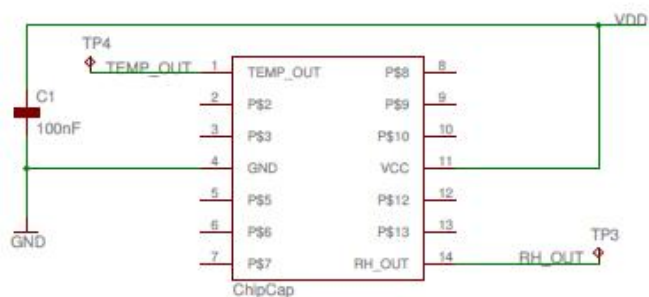 VDD
TP4
TEMP_OUT 1 TEMP_OUT P$8 8
2 P$2 P$9 9
C1
100nF
3 P$3 P$10 10
4 GND VCC 11
5 P$5 P$12 12
6 P$6 P$13 13
TP3
GND
7 P$7 RH_OUT 14 RH_OUT
ChipCap